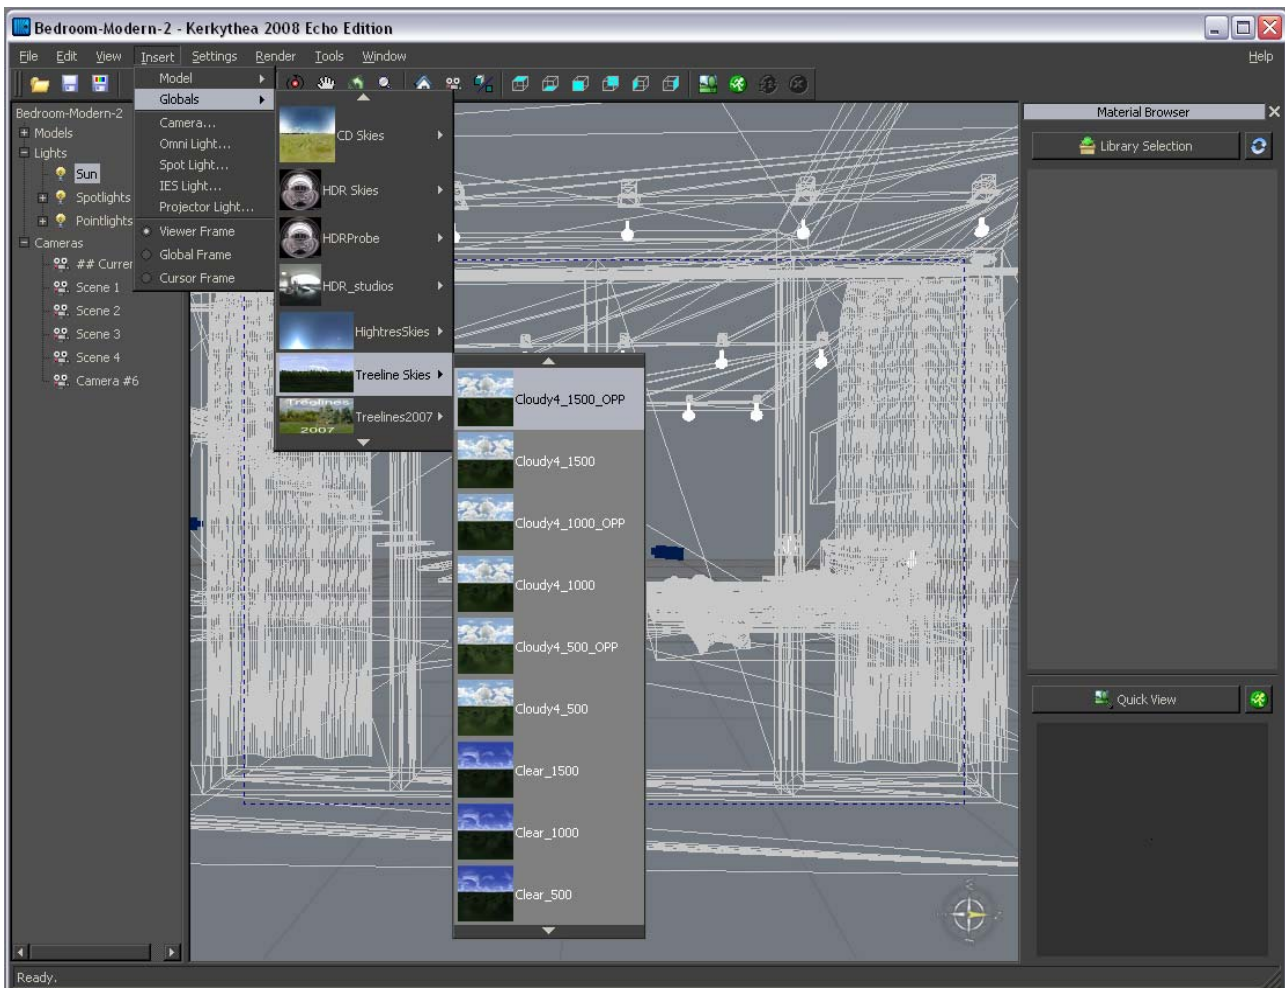 Bedroom-Modern-2 - Kerkythea 2008 Echo Edition
File Edit View Insert Settings Render Tools Window Help
Bedroom-Modern-2
Models
Lights
Sun
Spotlights
Pointlights
Cameras
## Currer
Scene 1
Scene 2
Scene 3
Scene 4
Camera #6
Model
Globals
Camera...
Omni Light...
Spot Light...
IES Light...
Projector Light...
Viewer Frame
Global Frame
Cursor Frame
CD Skies
HDR Skies
HDRProbe
HDR_studios
HightresSkies
Treeline Skies
Treelines
2007
Treelines2007
Cloudy4_1500_OPP
Cloudy4_1500
Cloudy4_1000_OPP
Cloudy4_1000
Cloudy4_500_OPP
Cloudy4_500
Clear_1500
Clear_1000
Clear_500
Material Browser
Library Selection
Quick View
Ready.